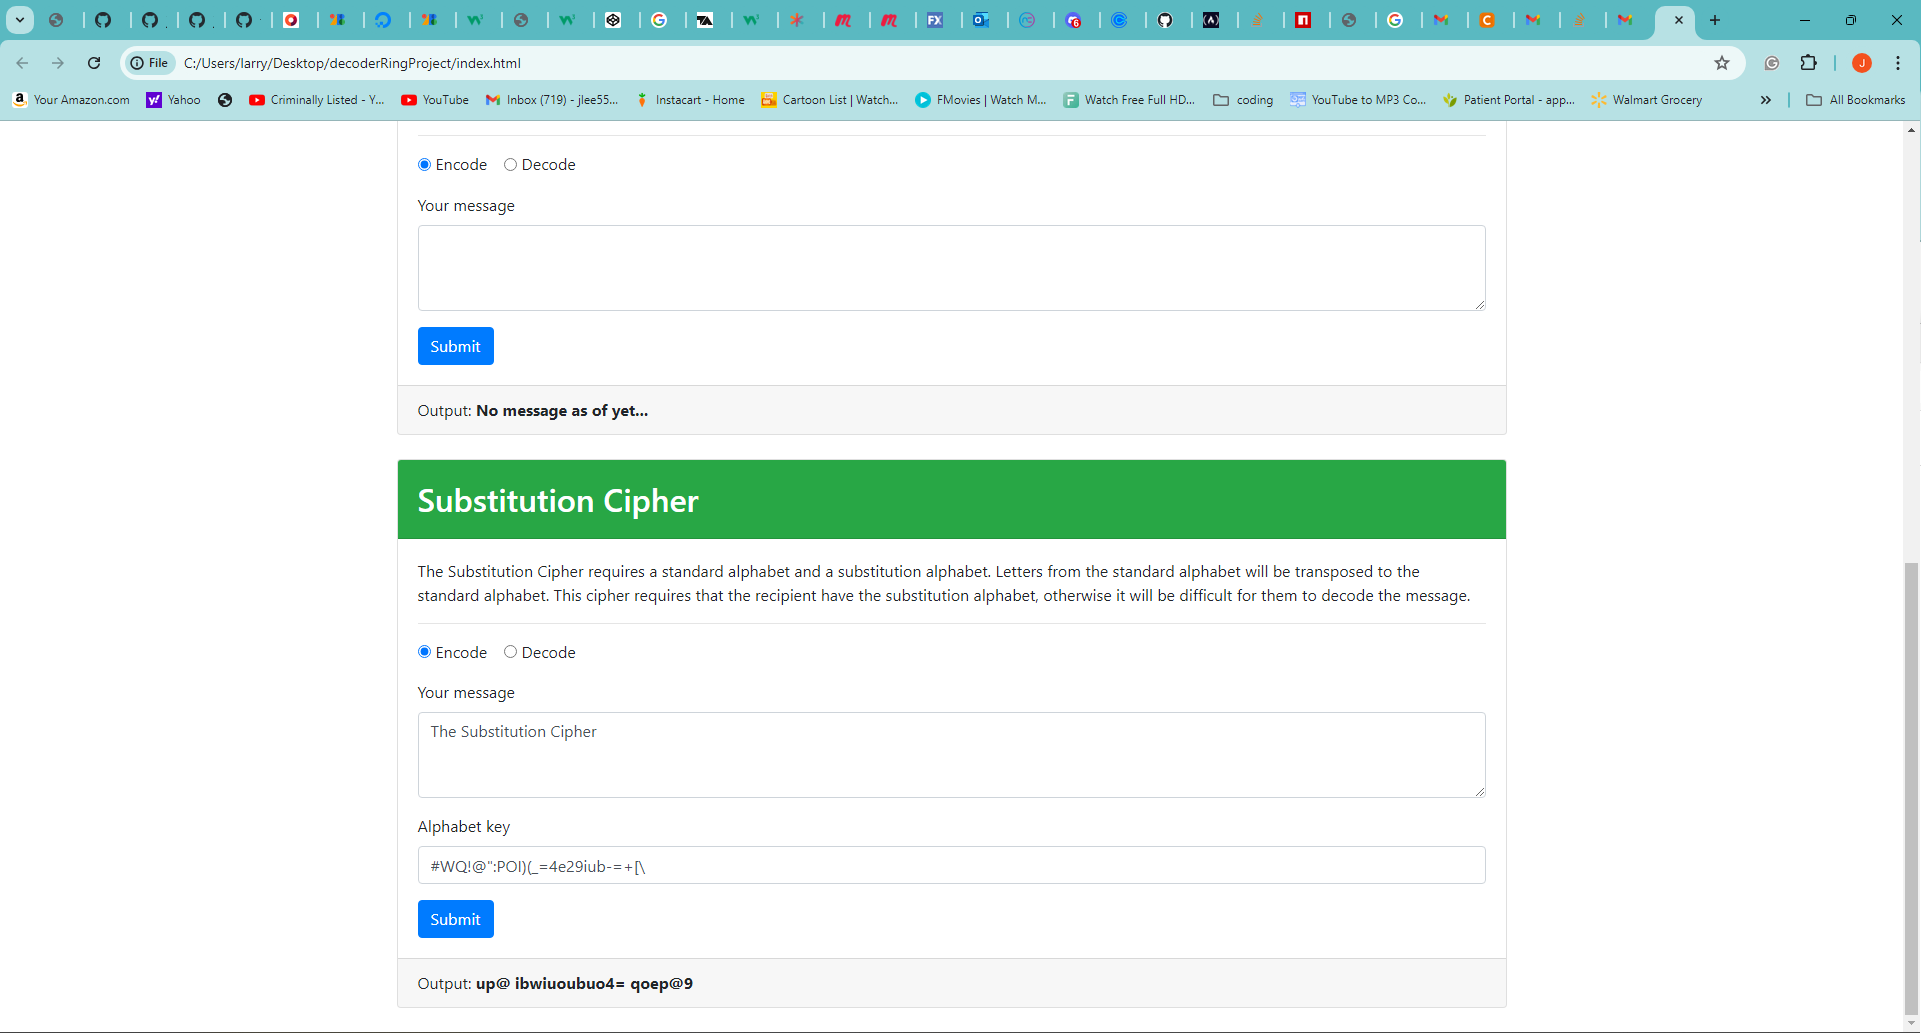 File C:/Users/larry/Desktop/decoderRingProject/index.html
Your Amazon.com Yahoo Criminally Listed - Y... YouTube Inbox (719) - jlee55... Instacart - Home Cartoon List | Watch... FMovies | Watch M... Watch Free Full HD... coding YouTube to MP3 Co... Patient Portal - app... Walmart Grocery » All Bookmarks
Encode Decode
Your message
Submit
Output: No message as of yet...
Substitution Cipher
The Substitution Cipher requires a standard alphabet and a substitution alphabet. Letters from the standard alphabet will be transposed to the
standard alphabet. This cipher requires that the recipient have the substitution alphabet, otherwise it will be difficult for them to decode the message.
Encode Decode
Your message
The Substitution Cipher
Alphabet key
#WQ!@":POI)(_=4e29iub-=+[\
Submit
Output: up@ ibwiuoubuo4= qoep@9